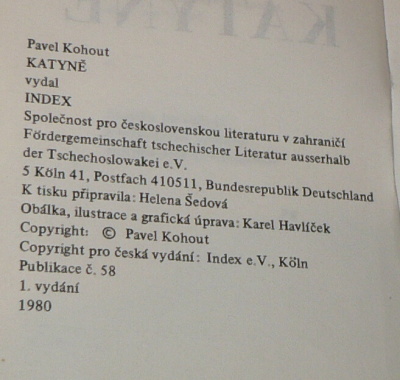 KATYNĚ
Pavel Kohout
KATYNĚ
vydal
INDEX
Společnost pro československou literaturu v zahraničí
Fördergemeinschaft tschechischer Literatur ausserhalb
der Tschechoslowakei e.V.
5 Köln 41, Postfach 410511, Bundesrepublik Deutschland
K tisku připravila: Helena Šedová
Obálka, ilustrace a grafická úprava: Karel Havlíček
Copyright: © Pavel Kohout
Copyright pro česká vydání: Index e.V., Köln
Publikace č. 58
1. vydání
1980